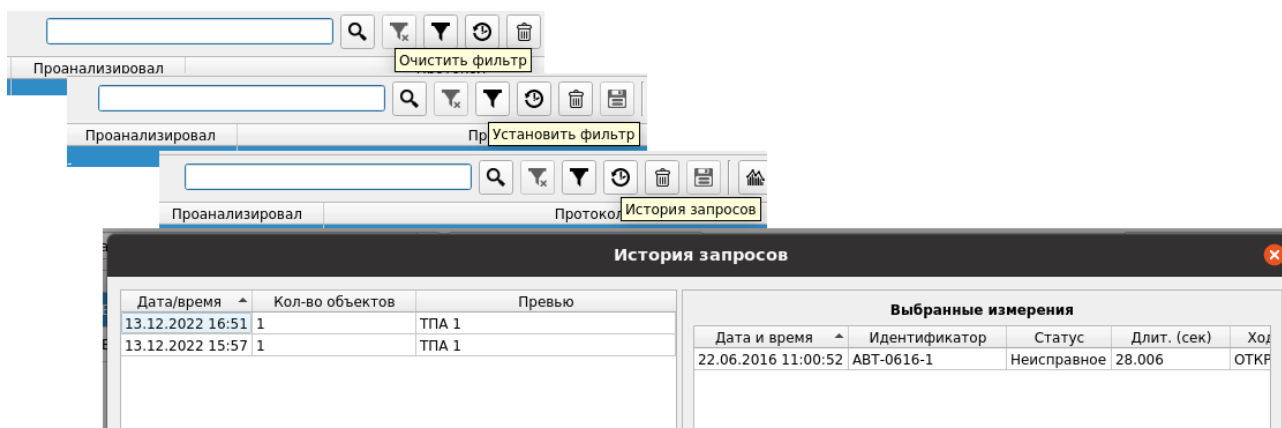 Очистить фильтр
Проанализировал
Установить фильтр
Проанализировал
История запросов
Проанализировал Протокол
История запросов
Дата/время Кол-во объектов Превью
13.12.2022 16:51 1 ТПА 1
13.12.2022 15:57 1 ТПА 1
Выбранные измерения
Дата и время Идентификатор Статус Длит. (сек) Ход
22.06.2016 11:00:52 АВТ-0616-1 Неисправное 28.006 ОТКР